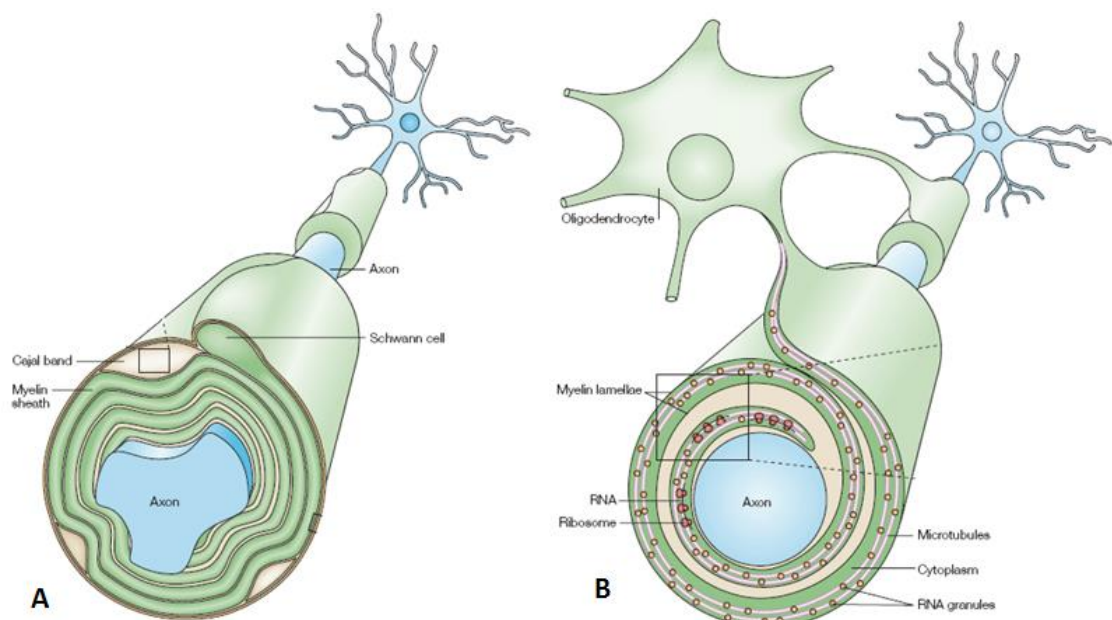 Axon
Schwann cell
Cajal band
Myelin
sheath
Axon
A
Oligodendrocyte
Myelin lamellae
RNA
Ribosome
Axon
Microtubules
Cytoplasm
RNA granules
B